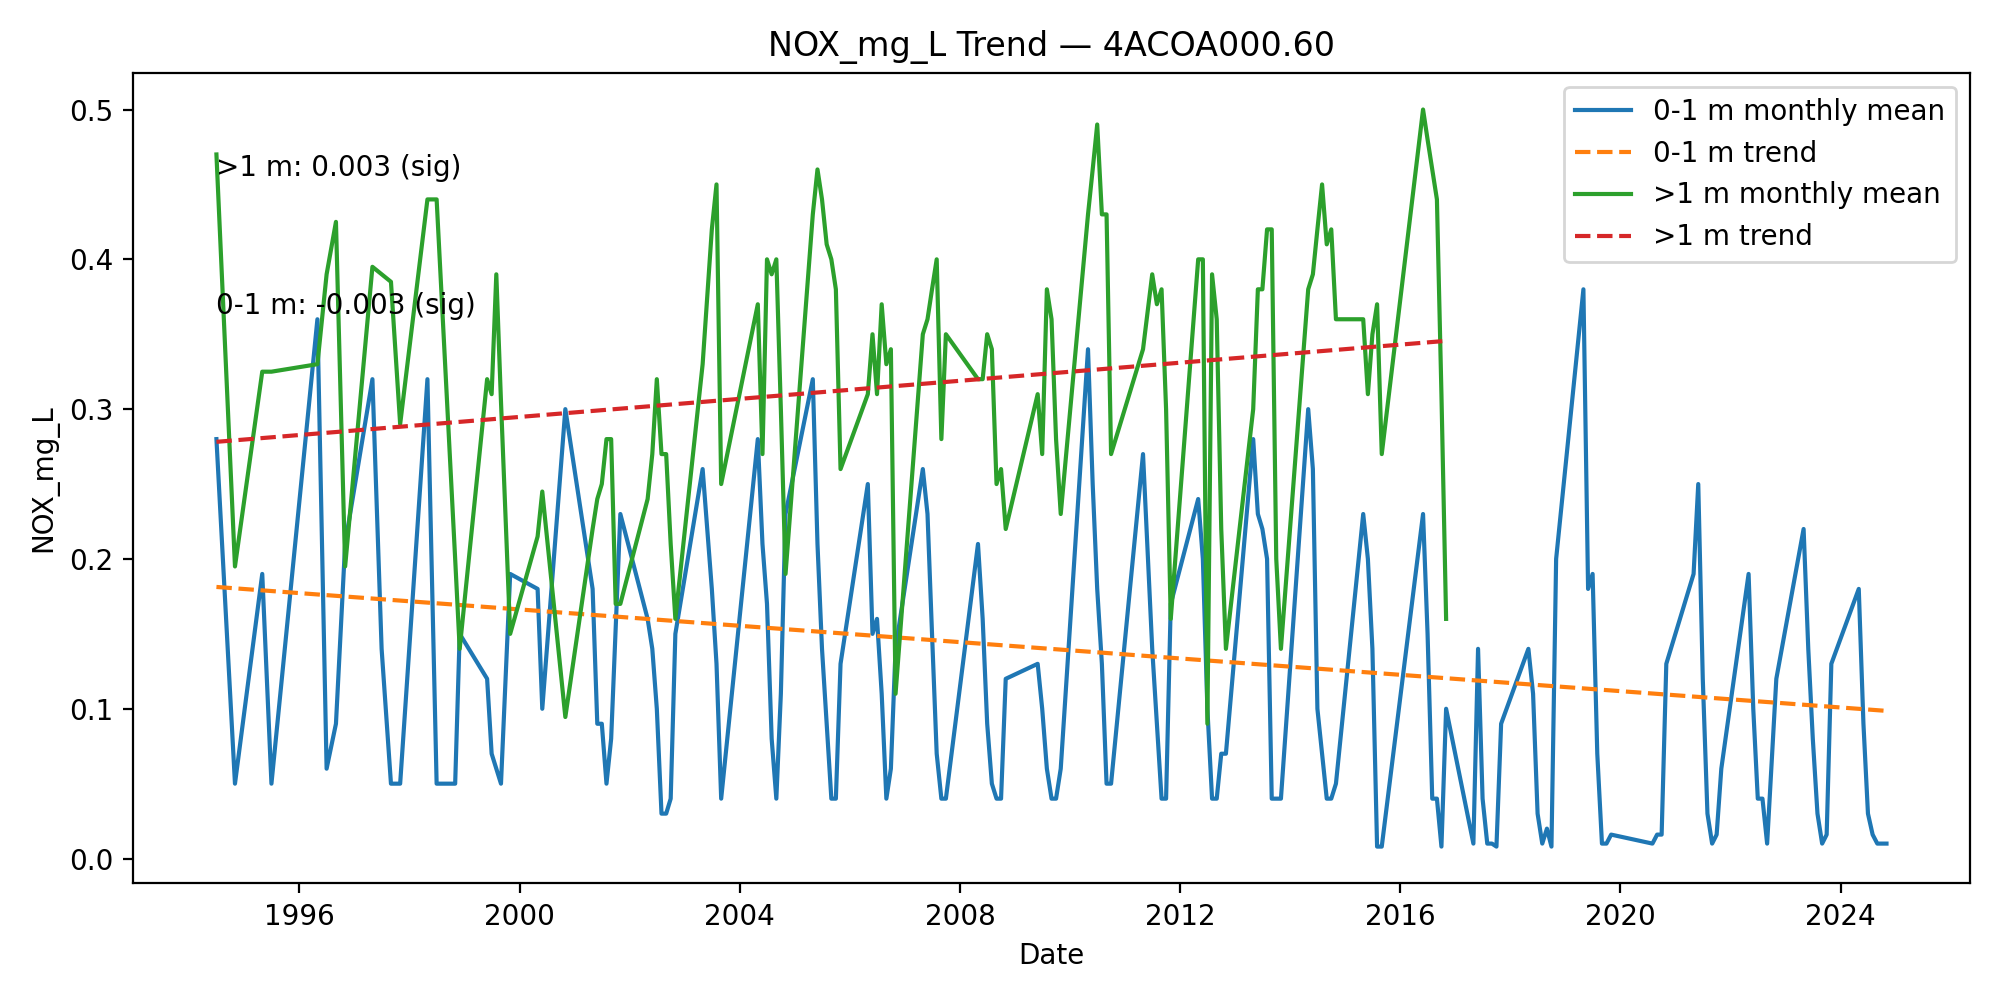 NOX_mg_L Trend — 4ACOA000.60
0-1 m monthly mean
0-1 m trend
>1 m monthly mean
>1 m trend
>1 m: 0.003 (sig)
0-1 m: -0.003 (sig)
NOX_mg_L
0.5
0.4
0.3
0.2
0.1
0.0
1996 2000 2004 2008 2012 2016 2020 2024
Date